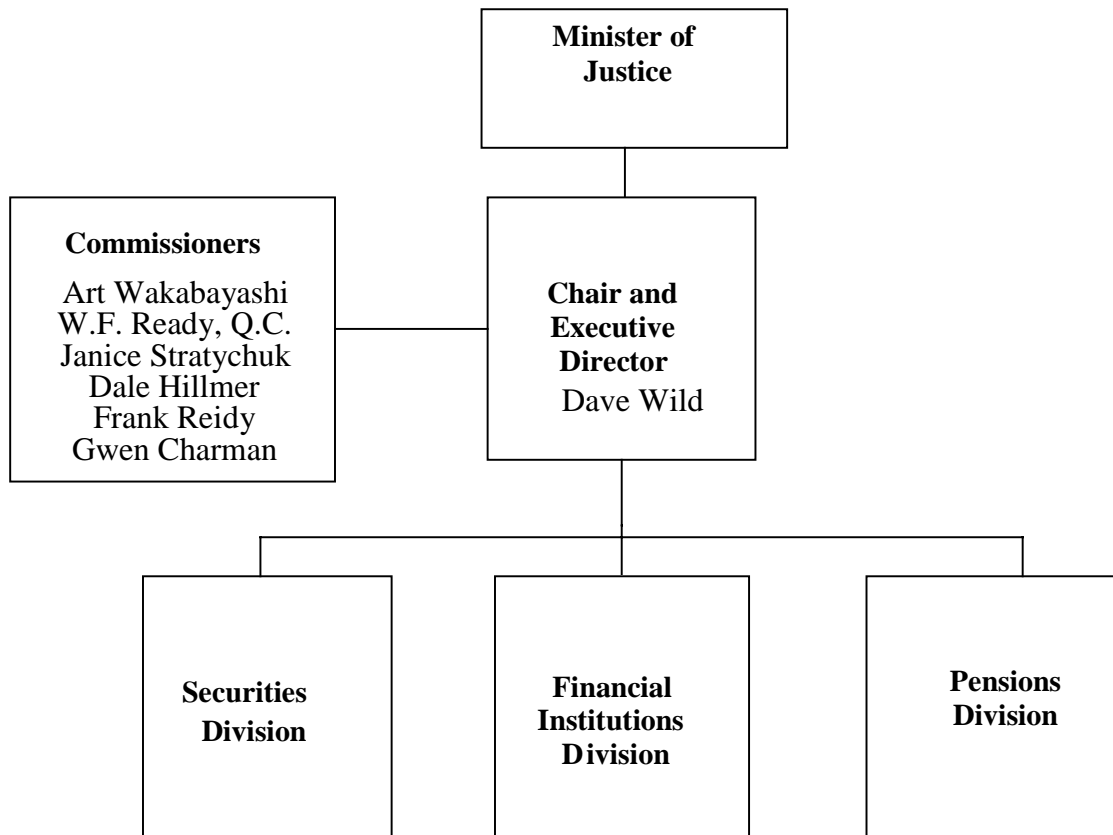 Minister of
Justice
Commissioners
Art Wakabayashi
W.F. Ready, Q.C.
Janice Stratychuk
Dale Hillmer
Frank Reidy
Gwen Charman
Chair and
Executive
Director
Dave Wild
Securities
Division
Financial
Institutions
Division
Pensions
Division